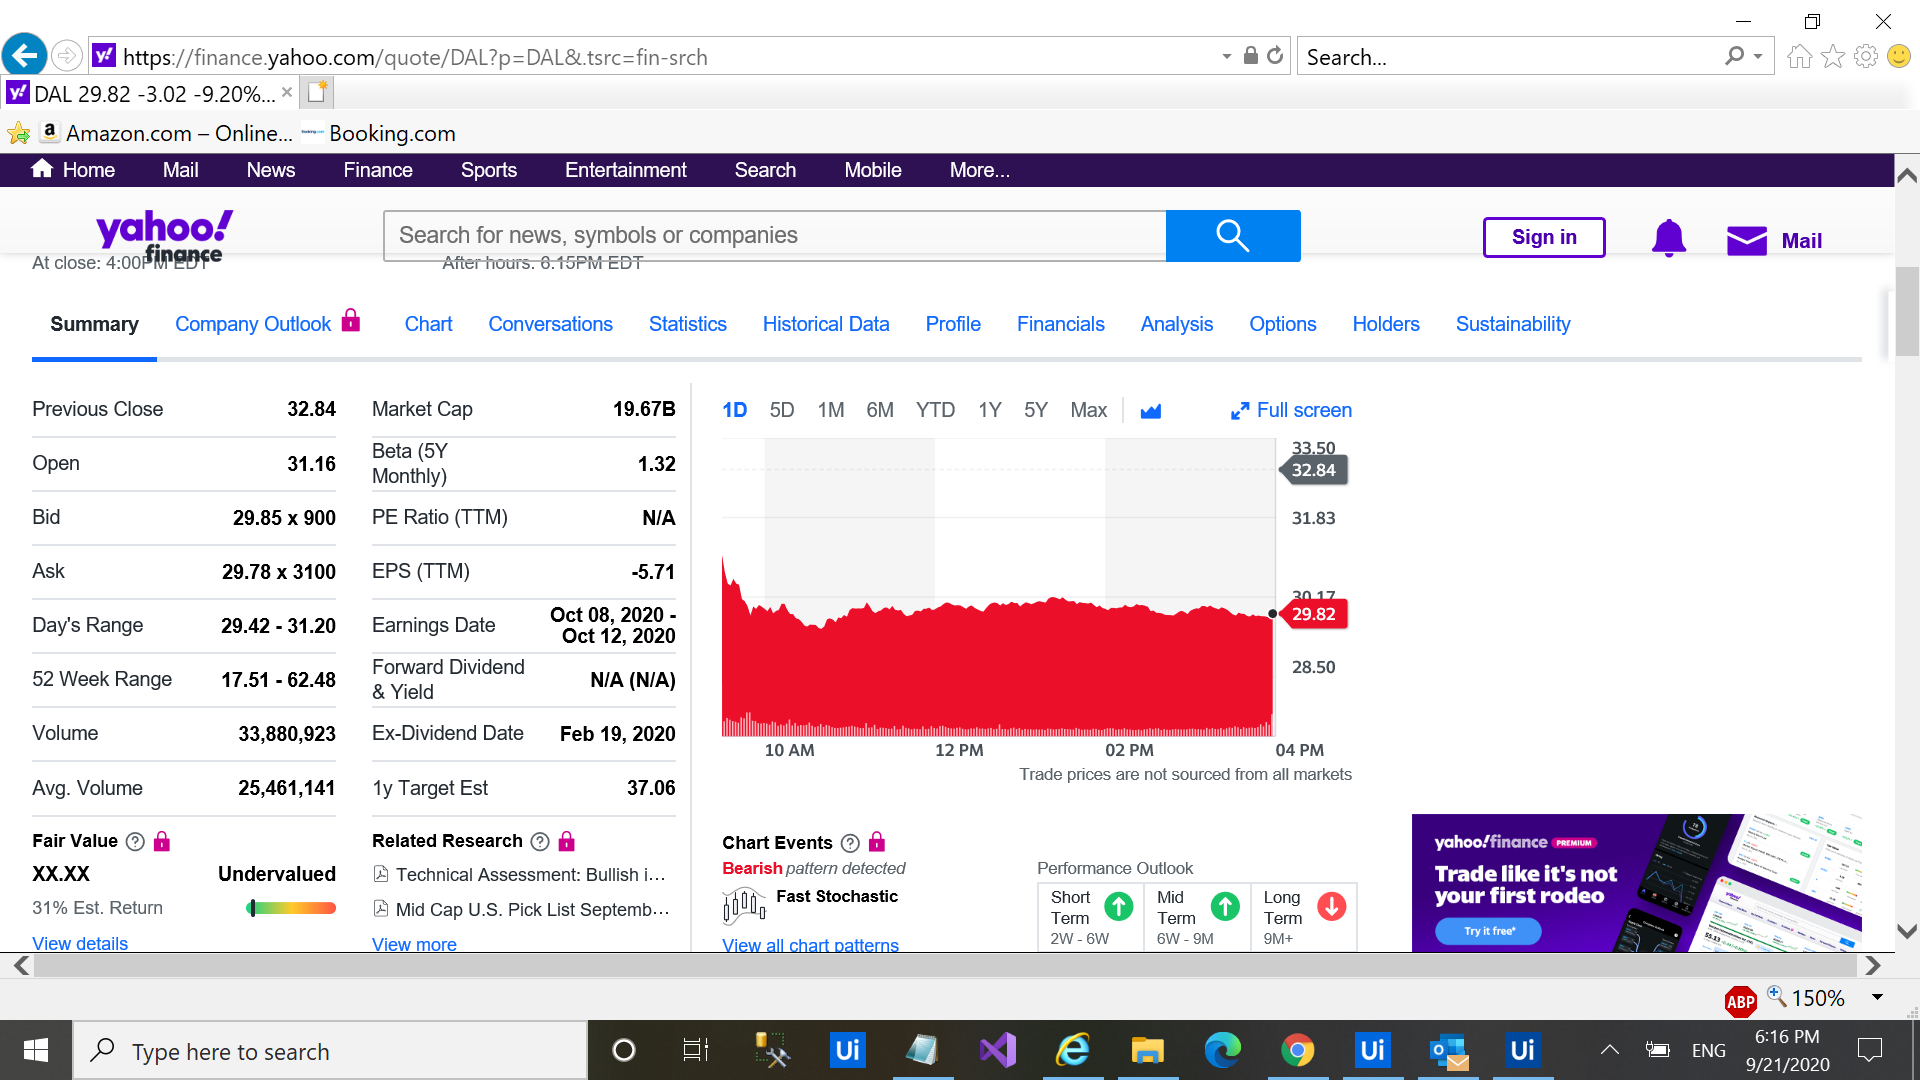 https://finance.yahoo.com/quote/DAL?p=DAL&.tsrc=fin-srch
Search...
DAL 29.82 -3.02 -9.20%...
Amazon.com – Online...
Booking.com
Home
Mail
News
Finance
Sports
Entertainment
Search
Mobile
More...
yahoo!
finance
Search for news, symbols or companies
Sign in
Mail
At close: 4:00PM EDT
After hours: 6:15PM EDT
Summary
Company Outlook
Chart
Conversations
Statistics
Historical Data
Profile
Financials
Analysis
Options
Holders
Sustainability
Previous Close 32.84
Open 31.16
Bid 29.85 x 900
Ask 29.78 x 3100
Day's Range 29.42 - 31.20
52 Week Range 17.51 - 62.48
Volume 33,880,923
Avg. Volume 25,461,141
Market Cap 19.67B
Beta (5Y
Monthly) 1.32
PE Ratio (TTM) N/A
EPS (TTM) -5.71
Earnings Date Oct 08, 2020 -
Oct 12, 2020
Forward Dividend
& Yield N/A (N/A)
Ex-Dividend Date Feb 19, 2020
1y Target Est 37.06
1D 5D 1M 6M YTD 1Y 5Y Max
Full screen
33.50
32.84
31.83
30.17
29.82
28.50
10 AM 12 PM 02 PM 04 PM
Trade prices are not sourced from all markets
Fair Value
XX.XX Undervalued
31% Est. Return
View details
Related Research
Technical Assessment: Bullish i...
Mid Cap U.S. Pick List Septemb...
View more
Chart Events
Bearish pattern detected
Fast Stochastic
View all chart patterns
Performance Outlook
Short
Term
2W - 6W
Mid
Term
6W - 9M
Long
Term
9M+
yahoo!finance PREMIUM
Trade like it's not
your first rodeo
Try it free*
ABP
150%
Type here to search
Ui
Ui
Ui
ENG
6:16 PM
9/21/2020